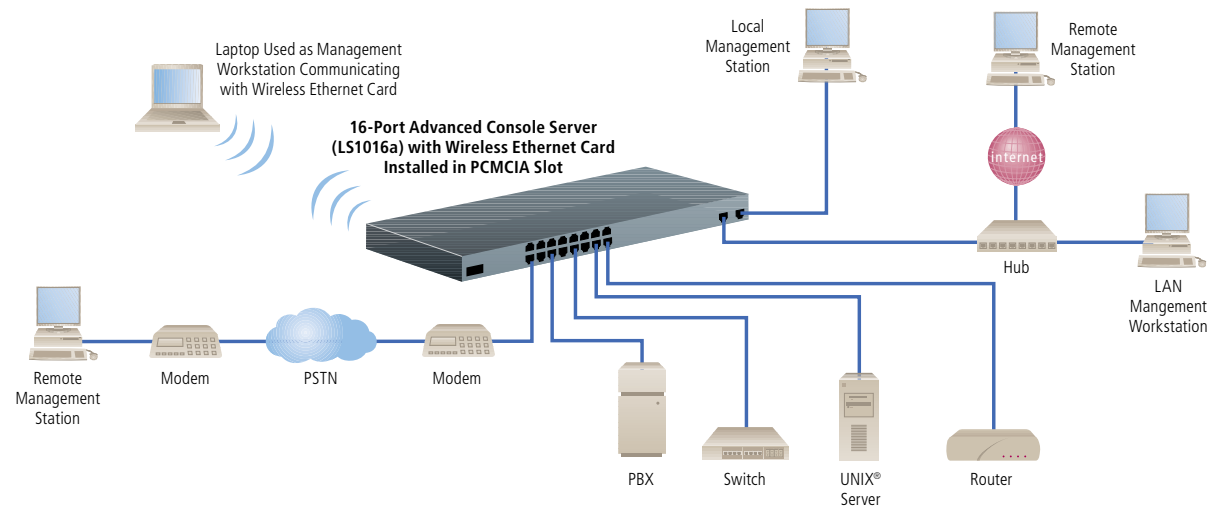 Laptop Used as Management
Workstation Communicating
with Wireless Ethernet Card
16-Port Advanced Console Server
(LS1016a) with Wireless Ethernet Card
Installed in PCMCIA Slot
Local
Management
Station
Remote
Management
Station
internet
Hub
LAN
Mangement
Workstation
Remote
Management
Station
Modem
PSTN
Modem
PBX
Switch
UNIX®
Server
Router